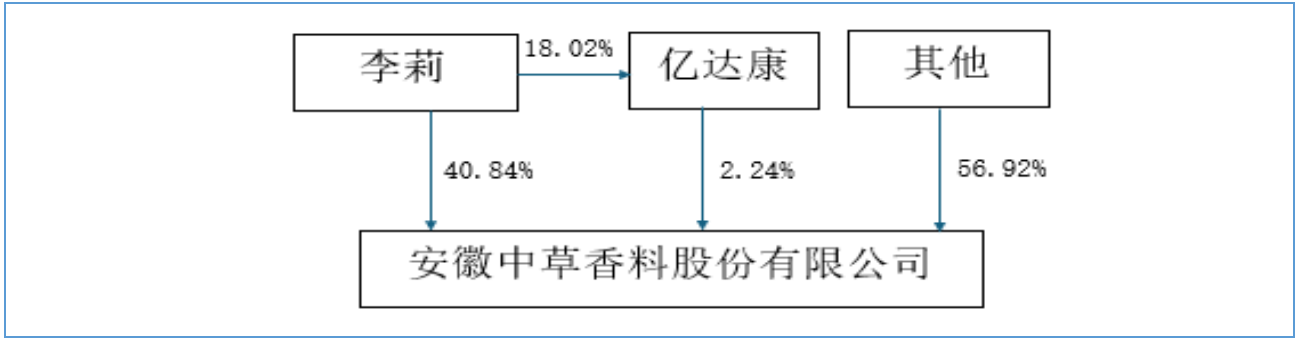 李莉
18.02%
亿达康
其他
40.84%
2.24%
56.92%
安徽中草香料股份有限公司